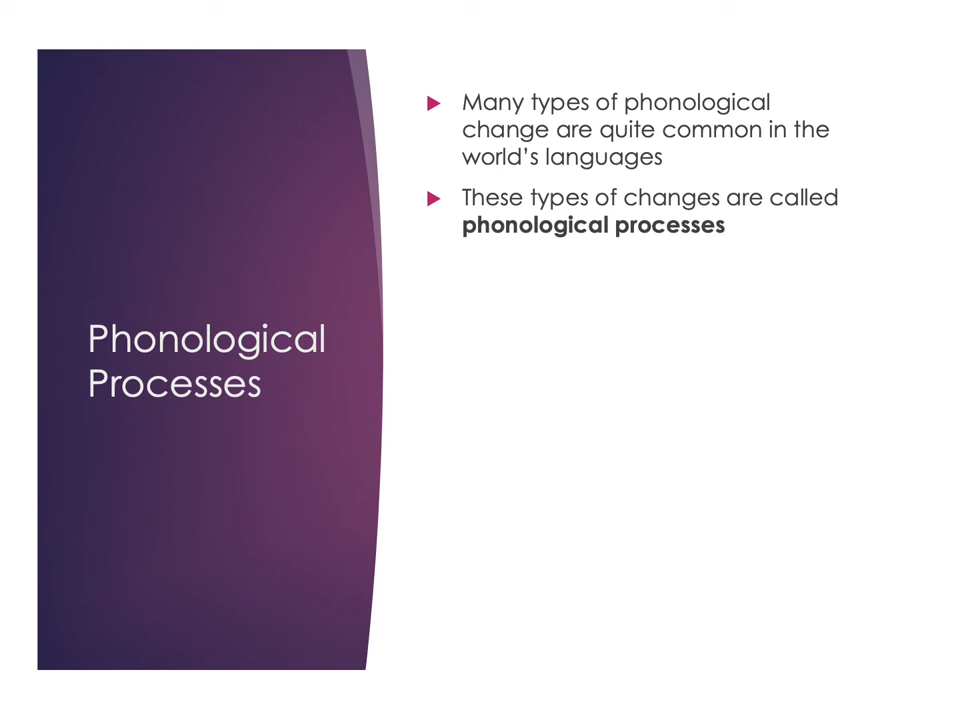 Phonological
Processes
Many types of phonological
change are quite common in the
world’s languages
These types of changes are called
phonological processes